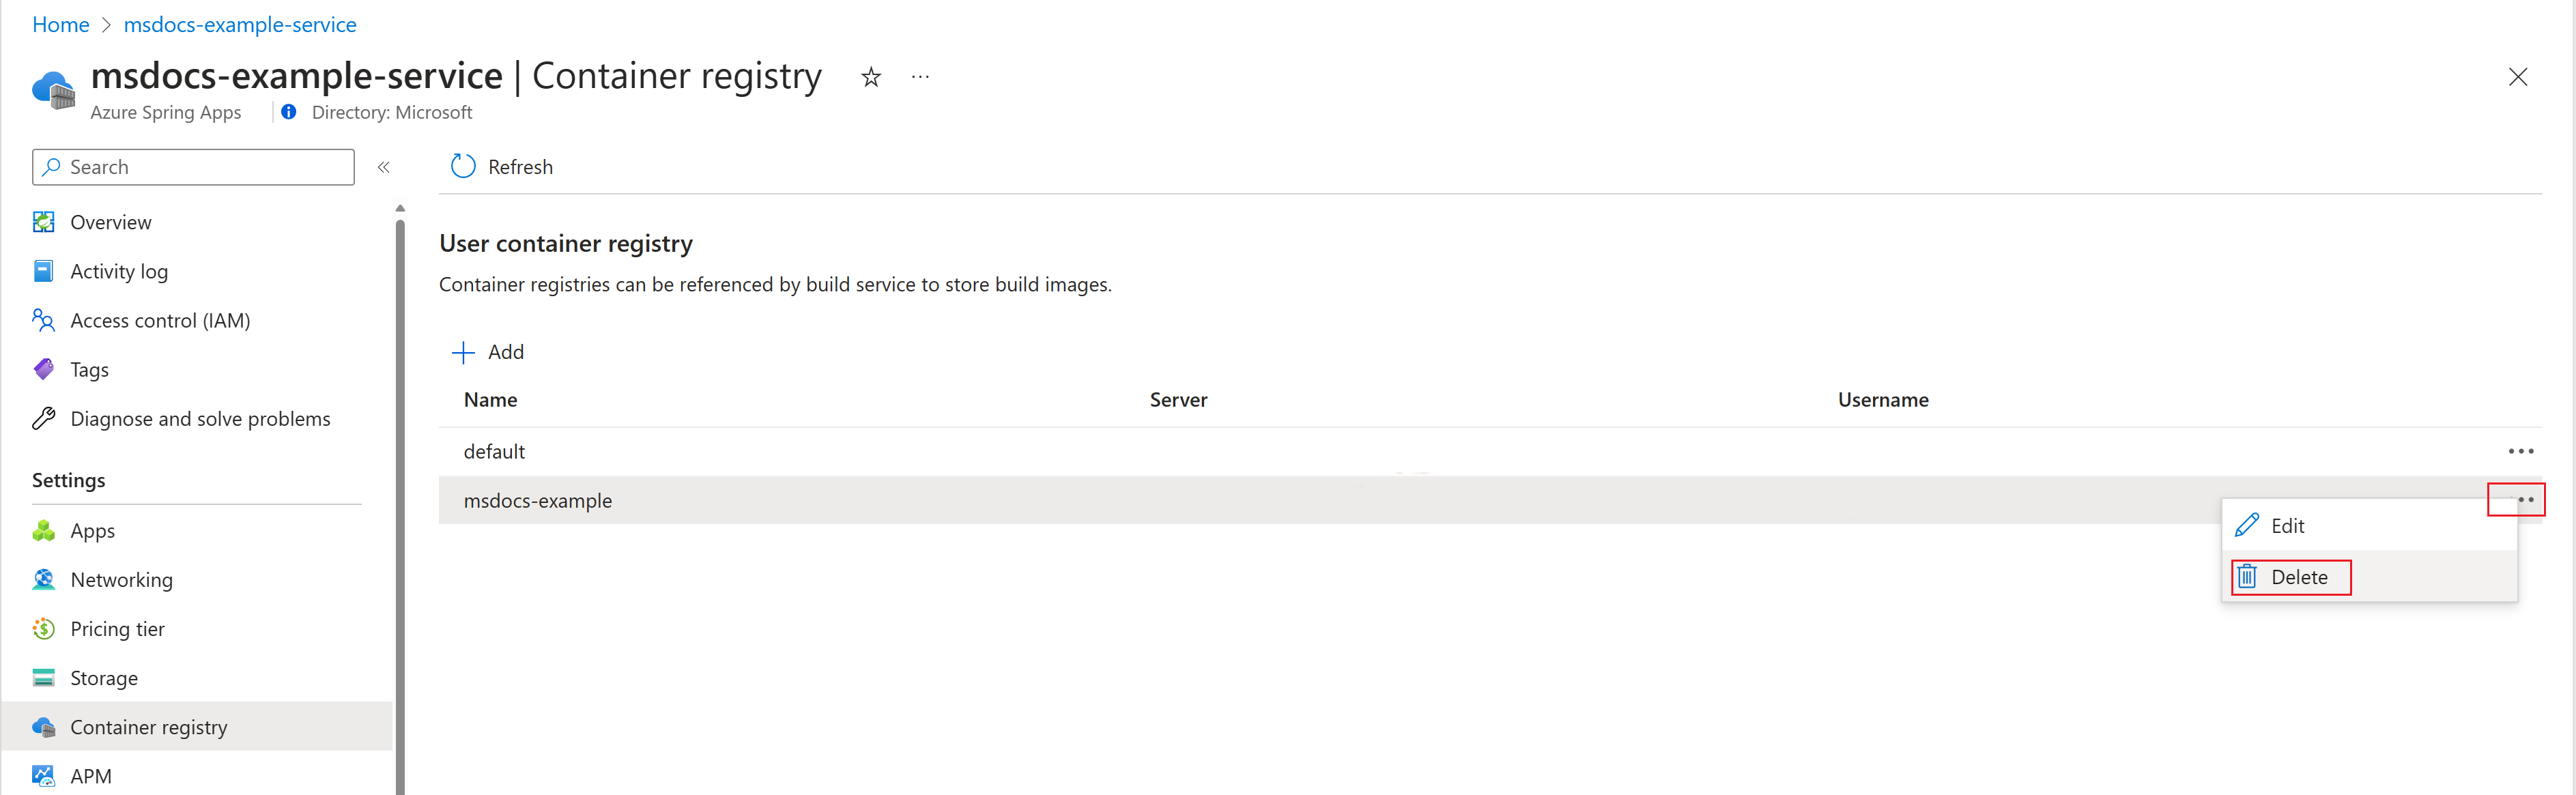 Home > msdocs-example-service
msdocs-example-service | Container registry
Azure Spring Apps | Directory: Microsoft
Search
Refresh
Overview
Activity log
Access control (IAM)
Tags
Diagnose and solve problems
Settings
Apps
Networking
Pricing tier
Storage
Container registry
APM
User container registry
Container registries can be referenced by build service to store build images.
Add
Name Server Username
default
msdocs-example
Edit
Delete